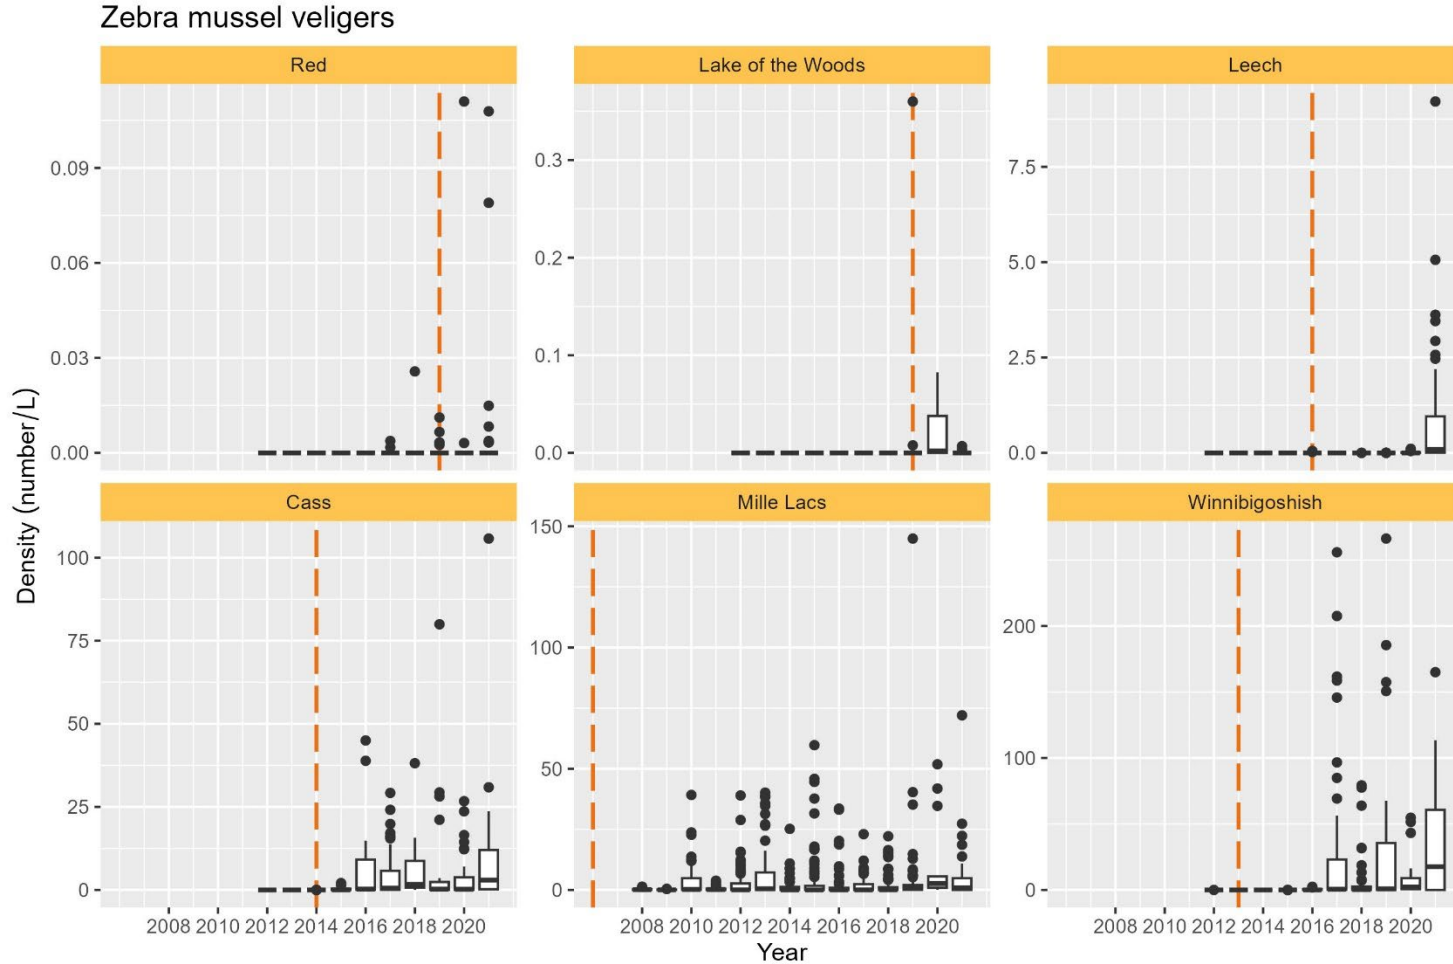 Zebra mussel veligers
Red
Lake of the Woods
Leech
0.09
0.06
0.03
0.00
0.3
0.2
0.1
0.0
7.5
5.0
2.5
0.0
Cass
Mille Lacs
Winnibigoshish
100
75
50
25
0
150
100
50
0
200
100
0
Density (number/L)
2008 2010 2012 2014 2016 2018 2020
2008 2010 2012 2014 2016 2018 2020
2008 2010 2012 2014 2016 2018 2020
Year